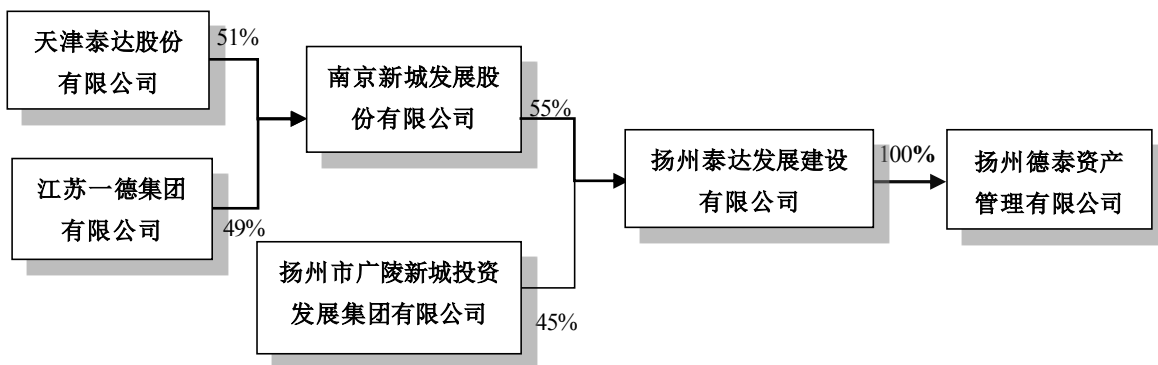 天津泰达股份
有限公司
51%
江苏一德集团
有限公司
49%
南京新城发展股
份有限公司
55%
扬州市广陵新城投资
发展集团有限公司
45%
扬州泰达发展建设
有限公司
100%
扬州德泰资产
管理有限公司